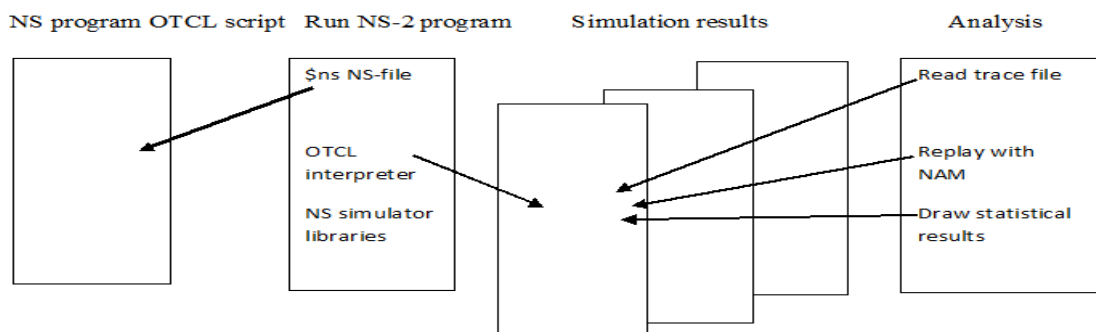 NS program OTCL script
Run NS-2 program
Simulation results
Analysis
$ns NS-file
OTCL
interpreter
NS simulator
libraries
Read trace file
Replay with
NAM
Draw statistical
results